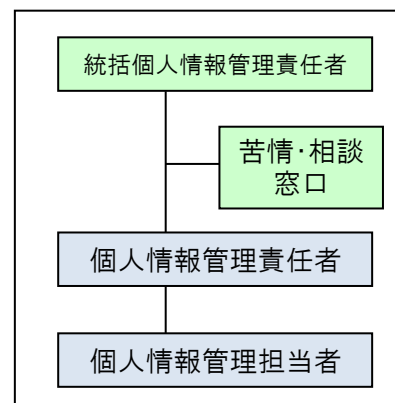 統括個人情報管理責任者
苦情・相談
窓口
個人情報管理責任者
個人情報管理担当者